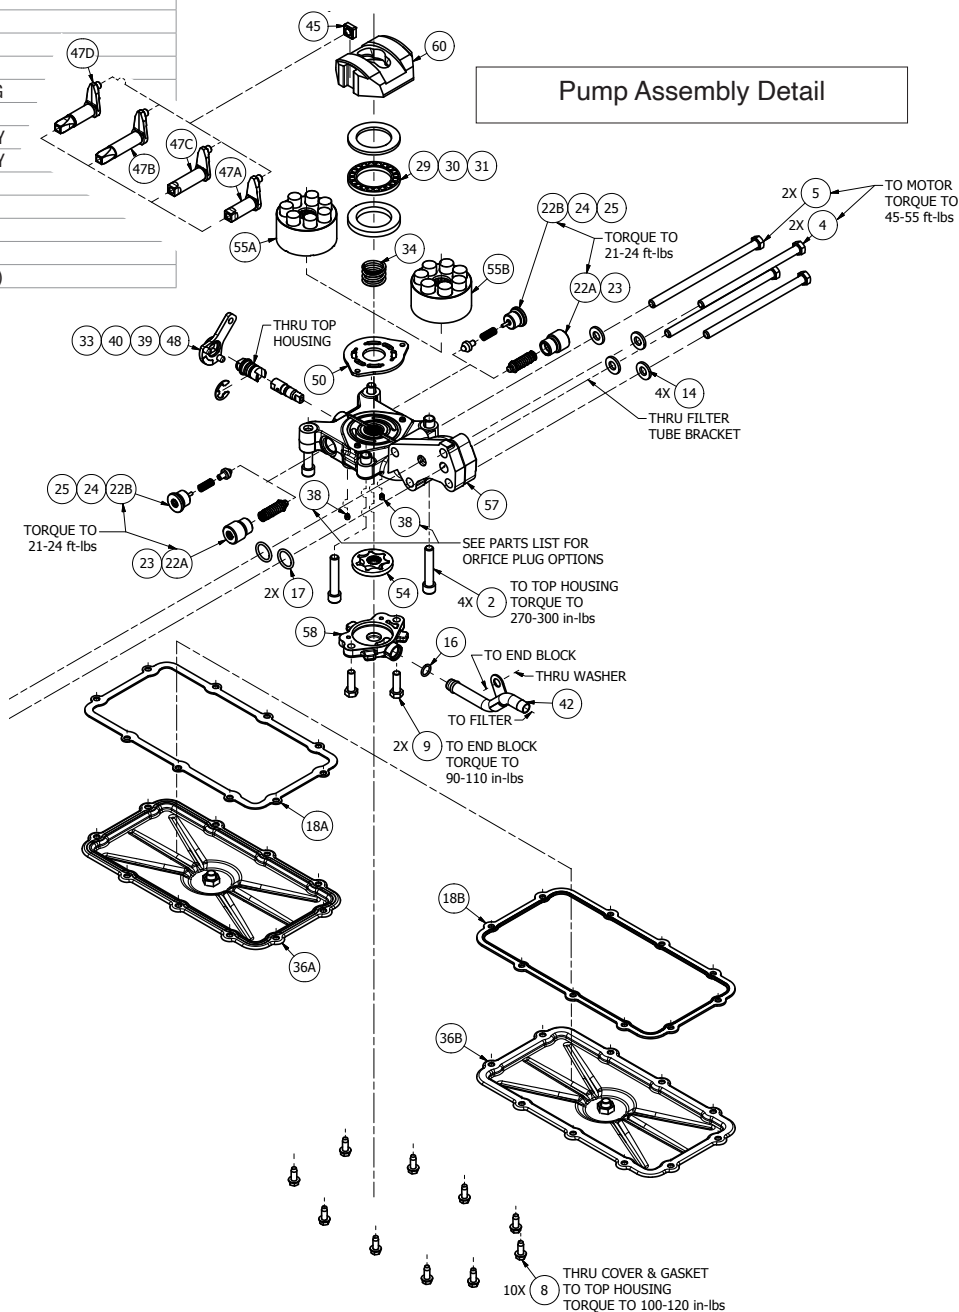 G
Y
Y
)
Pump Assembly Detail
45
60
47D
47B
47C
47A
29 30 31
55A
34
55B
22B 24 25
TORQUE TO
21-24 ft-lbs
22A 23
2X 5
2X 4
TO MOTOR
TORQUE TO
45-55 ft-lbs
33 40 39 48
THRU TOP
HOUSING
50
4X 14
THRU FILTER
TUBE BRACKET
25 24 22B
TORQUE TO
21-24 ft-lbs
23 22A
38
38
57
SEE PARTS LIST FOR
ORFICE PLUG OPTIONS
2X 17
54
4X 2
TO TOP HOUSING
TORQUE TO
270-300 in-lbs
58
16
TO END BLOCK
THRU WASHER
42
TO FILTER
2X 9 TO END BLOCK
TORQUE TO
90-110 in-lbs
18A
36A
18B
36B
10X 8
THRU COVER & GASKET
TO TOP HOUSING
TORQUE TO 100-120 in-lbs